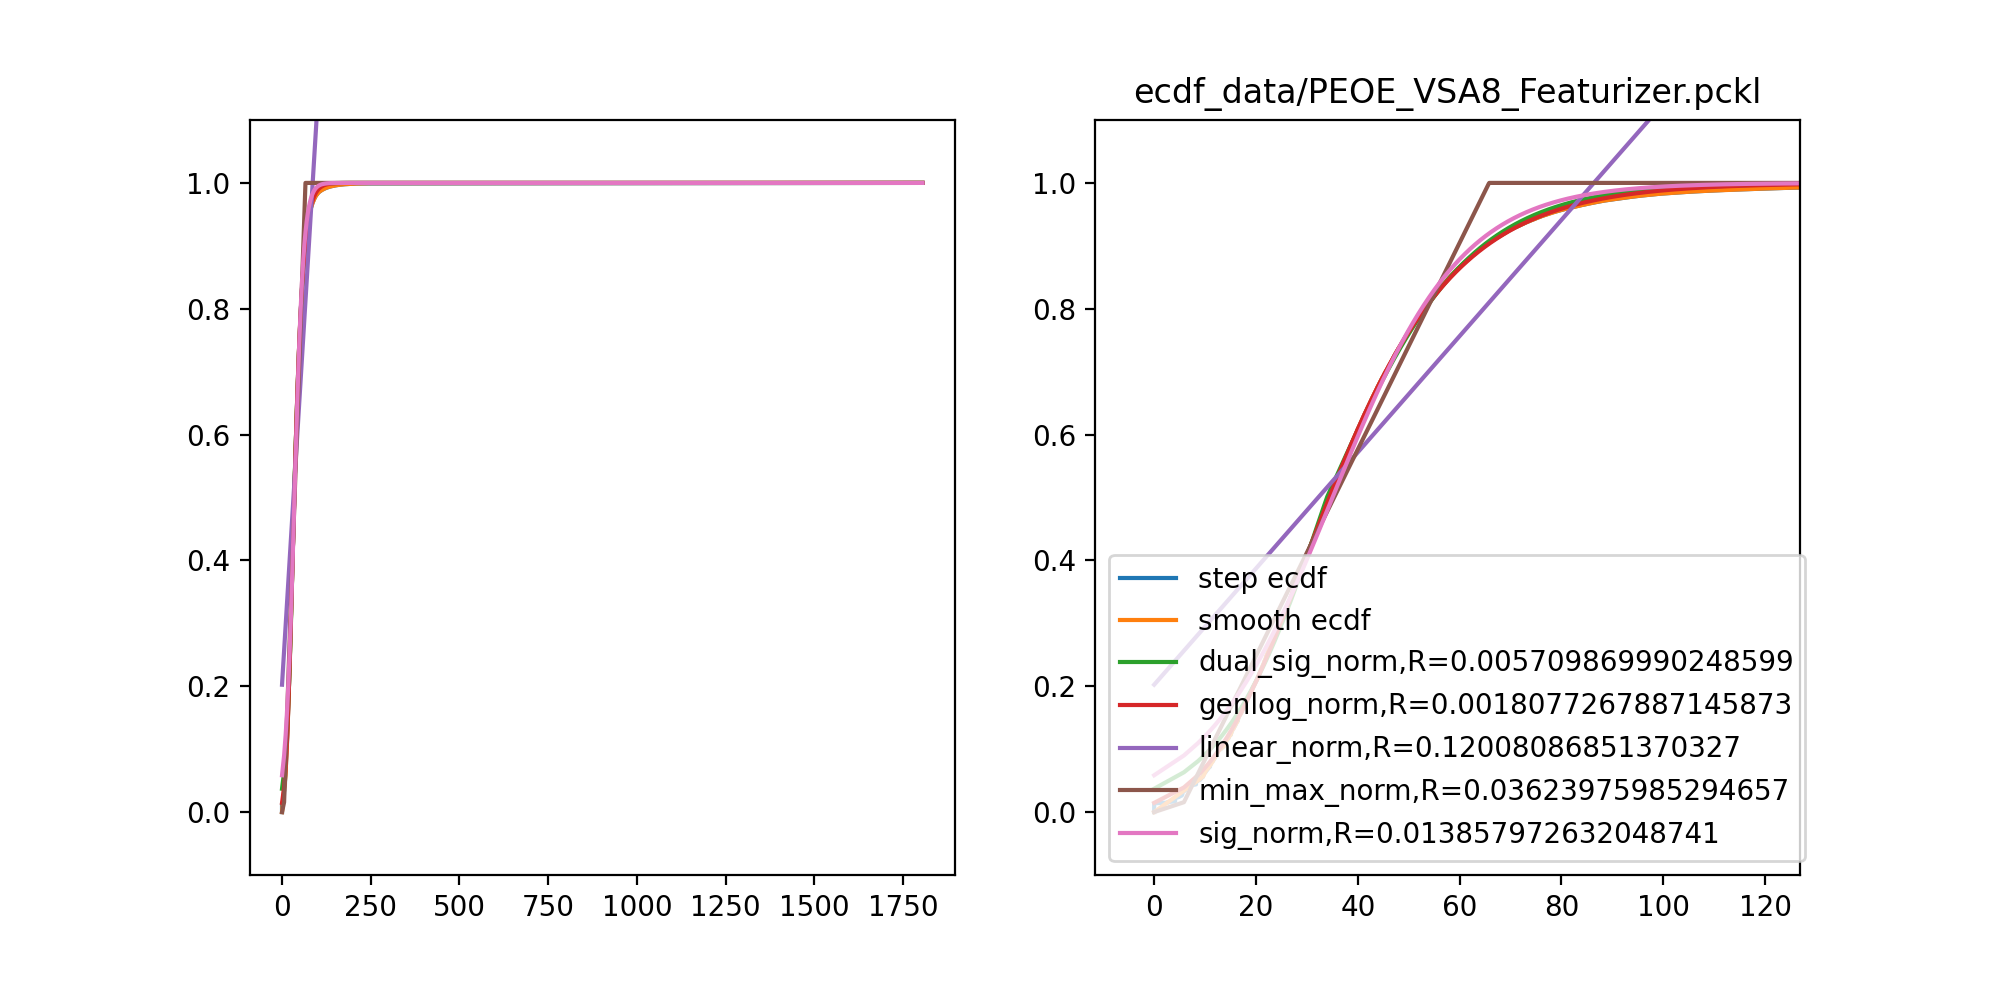 ecdf_data/PEOE_VSA8_Featurizer.pckl
1.0
0.8
0.6
0.4
0.2
0.0
0 250 500 750 1000 1250 1500 1750
1.0
0.8
0.6
0.4
0.2
0.0
step ecdf
smooth ecdf
dual_sig_norm,R=0.005709869990248599
genlog_norm,R=0.0018077267887145873
linear_norm,R=0.12008086851370327
min_max_norm,R=0.03623975985294657
sig_norm,R=0.013857972632048741
0 20 40 60 80 100 120